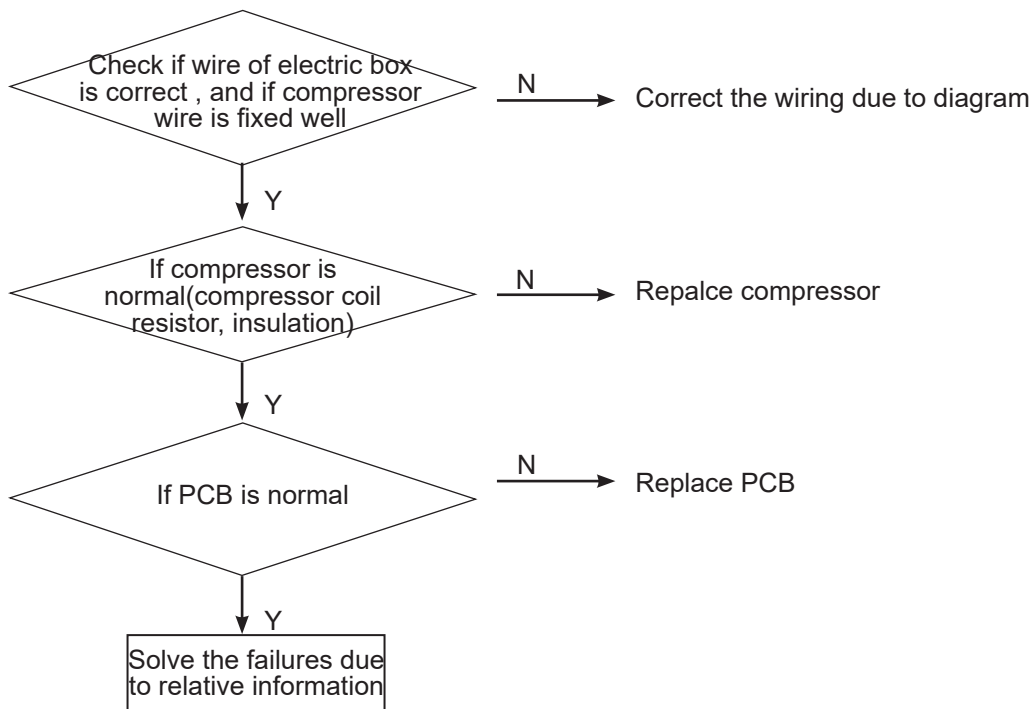 Check if wire of electric box
is correct , and if compressor
wire is fixed well
N
Correct the wiring due to diagram
Y
If compressor is
normal(compressor coil
resistor, insulation)
N
Repalce compressor
Y
If PCB is normal
N
Replace PCB
Y
Solve the failures due
to relative information